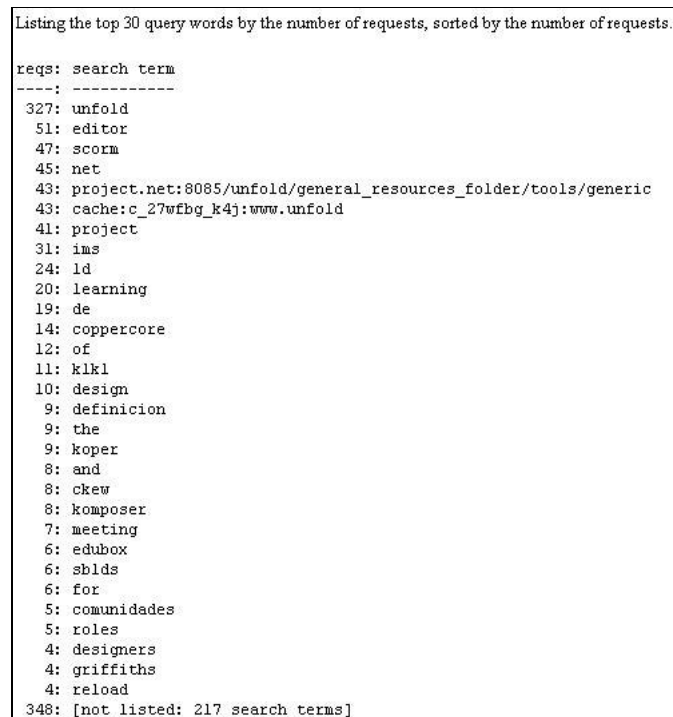 Listing the top 30 query words by the number of requests, sorted by the number of requests.
reqs: search term
----: -----------
327: unfold
51: editor
47: scorm
45: net
43: project.net:8085/unfold/general_resources_folder/tools/generic
43: cache:c_27wfbg_k4j:www.unfold
41: project
31: ims
24: ld
20: learning
19: de
14: coppercore
12: of
11: klkl
10: design
9: definicion
9: the
9: koper
8: and
8: ckew
8: komposer
7: meeting
6: edubox
6: sblds
6: for
5: comunidades
5: roles
4: designers
4: griffiths
4: reload
348: [not listed: 217 search terms]